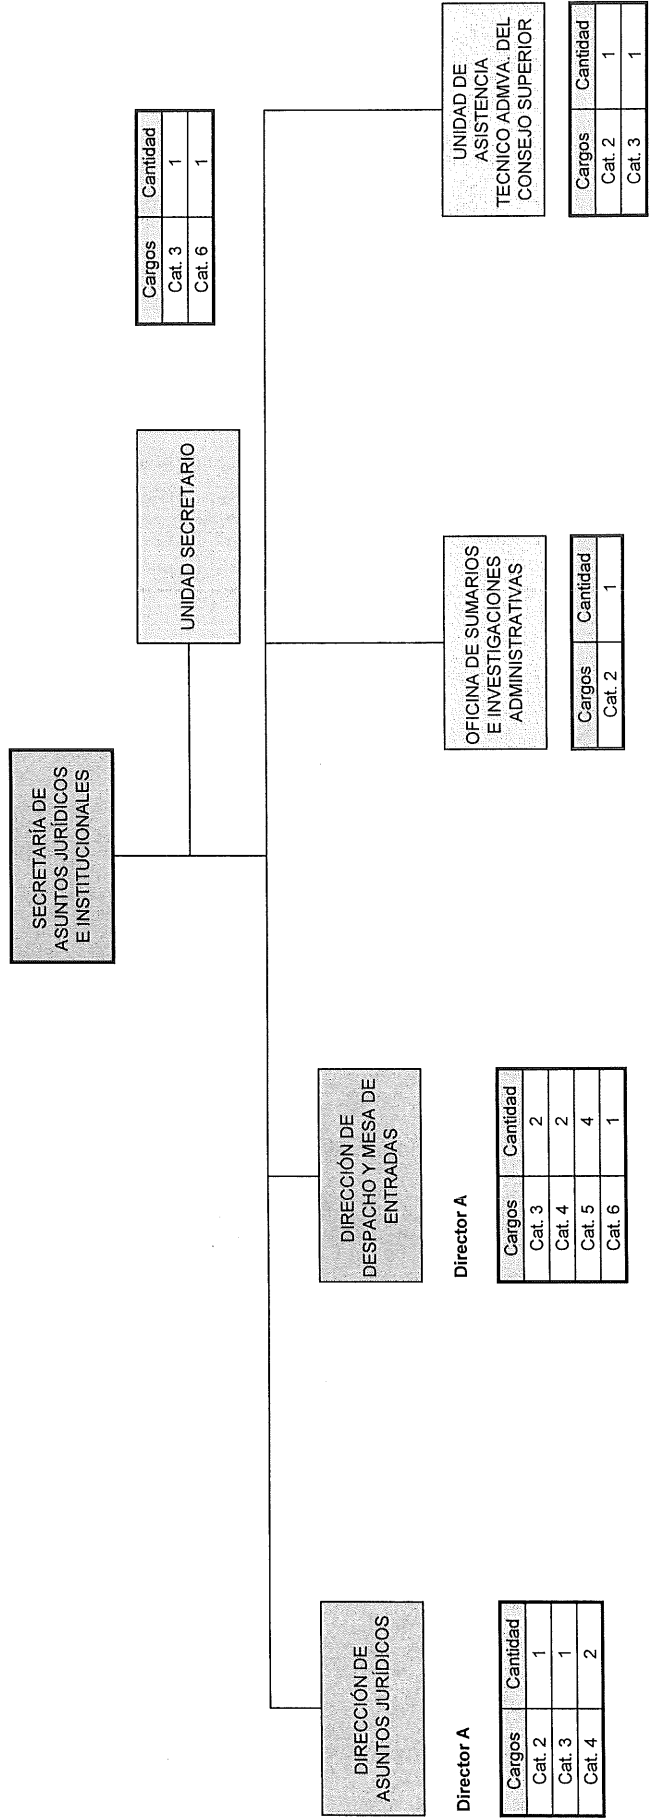 SECRETARÍA DE
ASUNTOS JURÍDICOS
E INSTITUCIONALES
UNIDAD SECRETARIO
Cargos Cantidad
Cat. 3 1
Cat. 6 1
DIRECCIÓN DE
ASUNTOS JURÍDICOS
Director A
Cargos Cantidad
Cat. 2 1
Cat. 3 1
Cat. 4 2
DIRECCIÓN DE
DESPACHO Y MESA DE
ENTRADAS
Director A
Cargos Cantidad
Cat. 3 2
Cat. 4 2
Cat. 5 4
Cat. 6 1
OFICINA DE SUMARIOS
E INVESTIGACIONES
ADMINISTRATIVAS
Cargos Cantidad
Cat. 2 1
UNIDAD DE
ASISTENCIA
TECNICO ADMVA. DEL
CONSEJO SUPERIOR
Cargos Cantidad
Cat. 2 1
Cat. 3 1